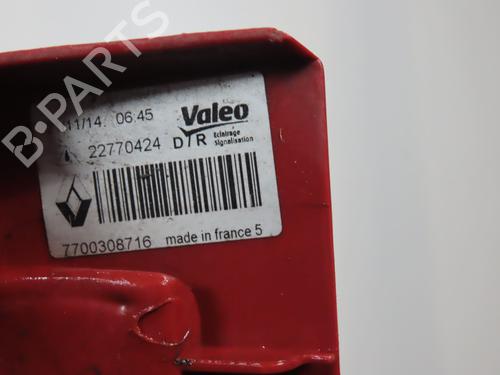 11/14. 06:45 Valeo
22770424 D/R Eclairage signalisation
7700308716 made in france 5
B-PARTS